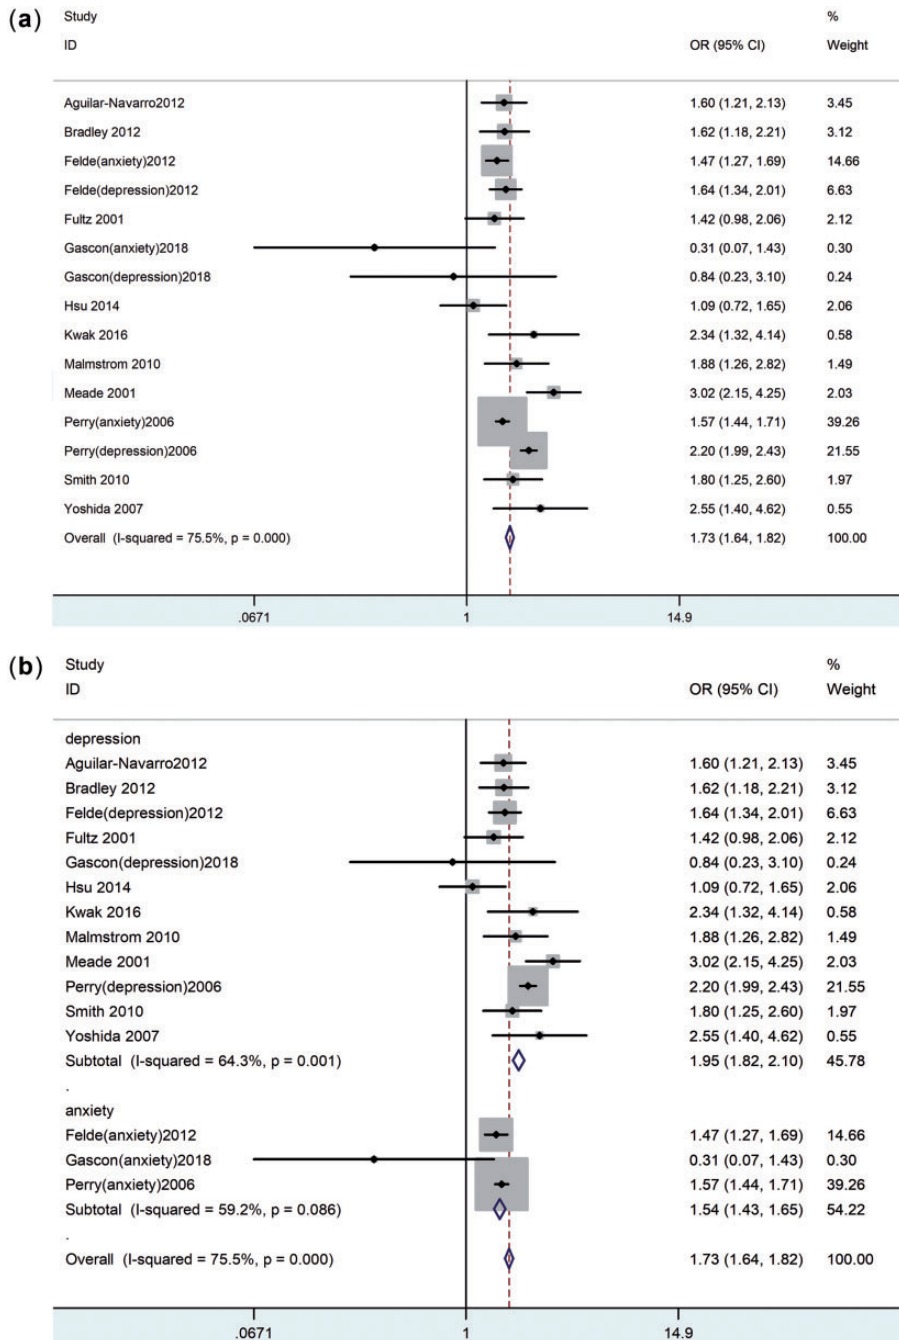 (a) Study %
ID OR (95% CI) Weight
Aguilar-Navarro2012 1.60 (1.21, 2.13) 3.45
Bradley 2012 1.62 (1.18, 2.21) 3.12
Felde(anxiety)2012 1.47 (1.27, 1.69) 14.66
Felde(depression)2012 1.64 (1.34, 2.01) 6.63
Fultz 2001 1.42 (0.98, 2.06) 2.12
Gascon(anxiety)2018 0.31 (0.07, 1.43) 0.30
Gascon(depression)2018 0.84 (0.23, 3.10) 0.24
Hsu 2014 1.09 (0.72, 1.65) 2.06
Kwak 2016 2.34 (1.32, 4.14) 0.58
Malmstrom 2010 1.88 (1.26, 2.82) 1.49
Meade 2001 3.02 (2.15, 4.25) 2.03
Perry(anxiety)2006 1.57 (1.44, 1.71) 39.26
Perry(depression)2006 2.20 (1.99, 2.43) 21.55
Smith 2010 1.80 (1.25, 2.60) 1.97
Yoshida 2007 2.55 (1.40, 4.62) 0.55
Overall (I-squared = 75.5%, p = 0.000) 1.73 (1.64, 1.82) 100.00
.0671 1 14.9
(b) Study %
ID OR (95% CI) Weight
depression
Aguilar-Navarro2012 1.60 (1.21, 2.13) 3.45
Bradley 2012 1.62 (1.18, 2.21) 3.12
Felde(depression)2012 1.64 (1.34, 2.01) 6.63
Fultz 2001 1.42 (0.98, 2.06) 2.12
Gascon(depression)2018 0.84 (0.23, 3.10) 0.24
Hsu 2014 1.09 (0.72, 1.65) 2.06
Kwak 2016 2.34 (1.32, 4.14) 0.58
Malmstrom 2010 1.88 (1.26, 2.82) 1.49
Meade 2001 3.02 (2.15, 4.25) 2.03
Perry(depression)2006 2.20 (1.99, 2.43) 21.55
Smith 2010 1.80 (1.25, 2.60) 1.97
Yoshida 2007 2.55 (1.40, 4.62) 0.55
Subtotal (I-squared = 64.3%, p = 0.001) 1.95 (1.82, 2.10) 45.78
.
anxiety
Felde(anxiety)2012 1.47 (1.27, 1.69) 14.66
Gascon(anxiety)2018 0.31 (0.07, 1.43) 0.30
Perry(anxiety)2006 1.57 (1.44, 1.71) 39.26
Subtotal (I-squared = 59.2%, p = 0.086) 1.54 (1.43, 1.65) 54.22
.
Overall (I-squared = 75.5%, p = 0.000) 1.73 (1.64, 1.82) 100.00
.0671 1 14.9